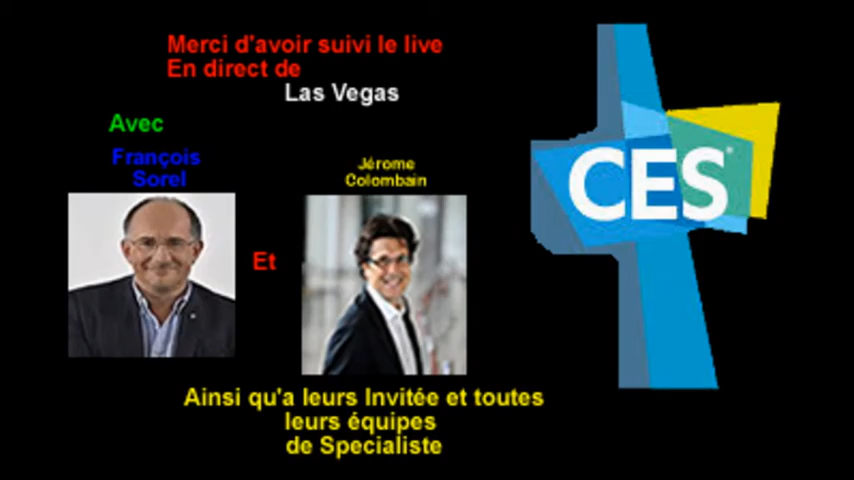 Merci d'avoir suivi le live
En direct de
Las Vegas
Avec
François
Sorel
Jérome
Colombain
Et
CES®
Ainsi qu'a leurs Invitée et toutes
leurs équipes
de Specialiste